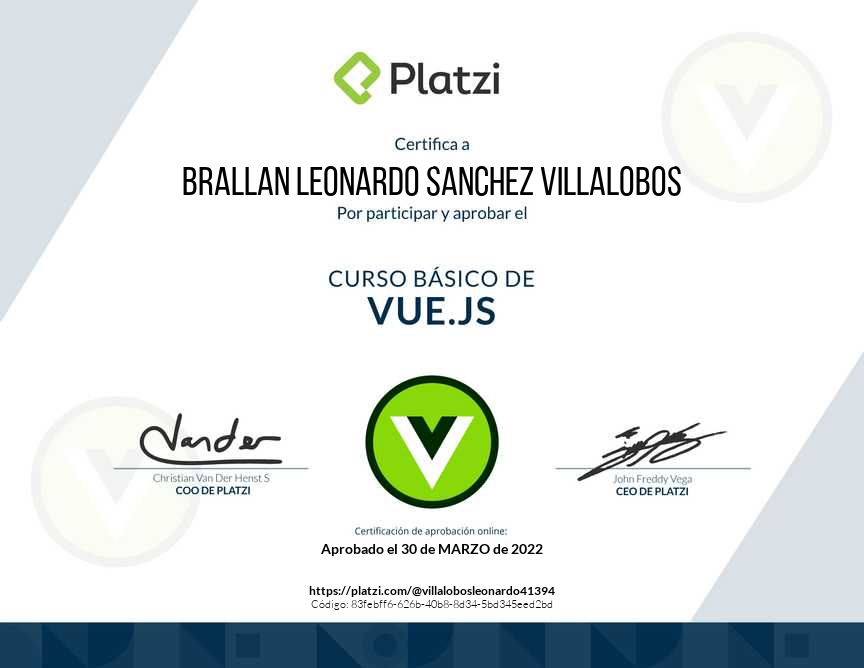 Platzi
Certifica a
BRALLAN LEONARDO SANCHEZ VILLALOBOS
Por participar y aprobar el
CURSO BÁSICO DE
VUE.JS
Vander
Christian Van Der Henst S
COO DE PLATZI
John Freddy Vega
CEO DE PLATZI
Certificación de aprobación online:
Aprobado el 30 de MARZO de 2022
https://platzi.com/@villalobosleonardo41394
Código: 83febff6-626b-40b8-8d34-5bd345eed2bd